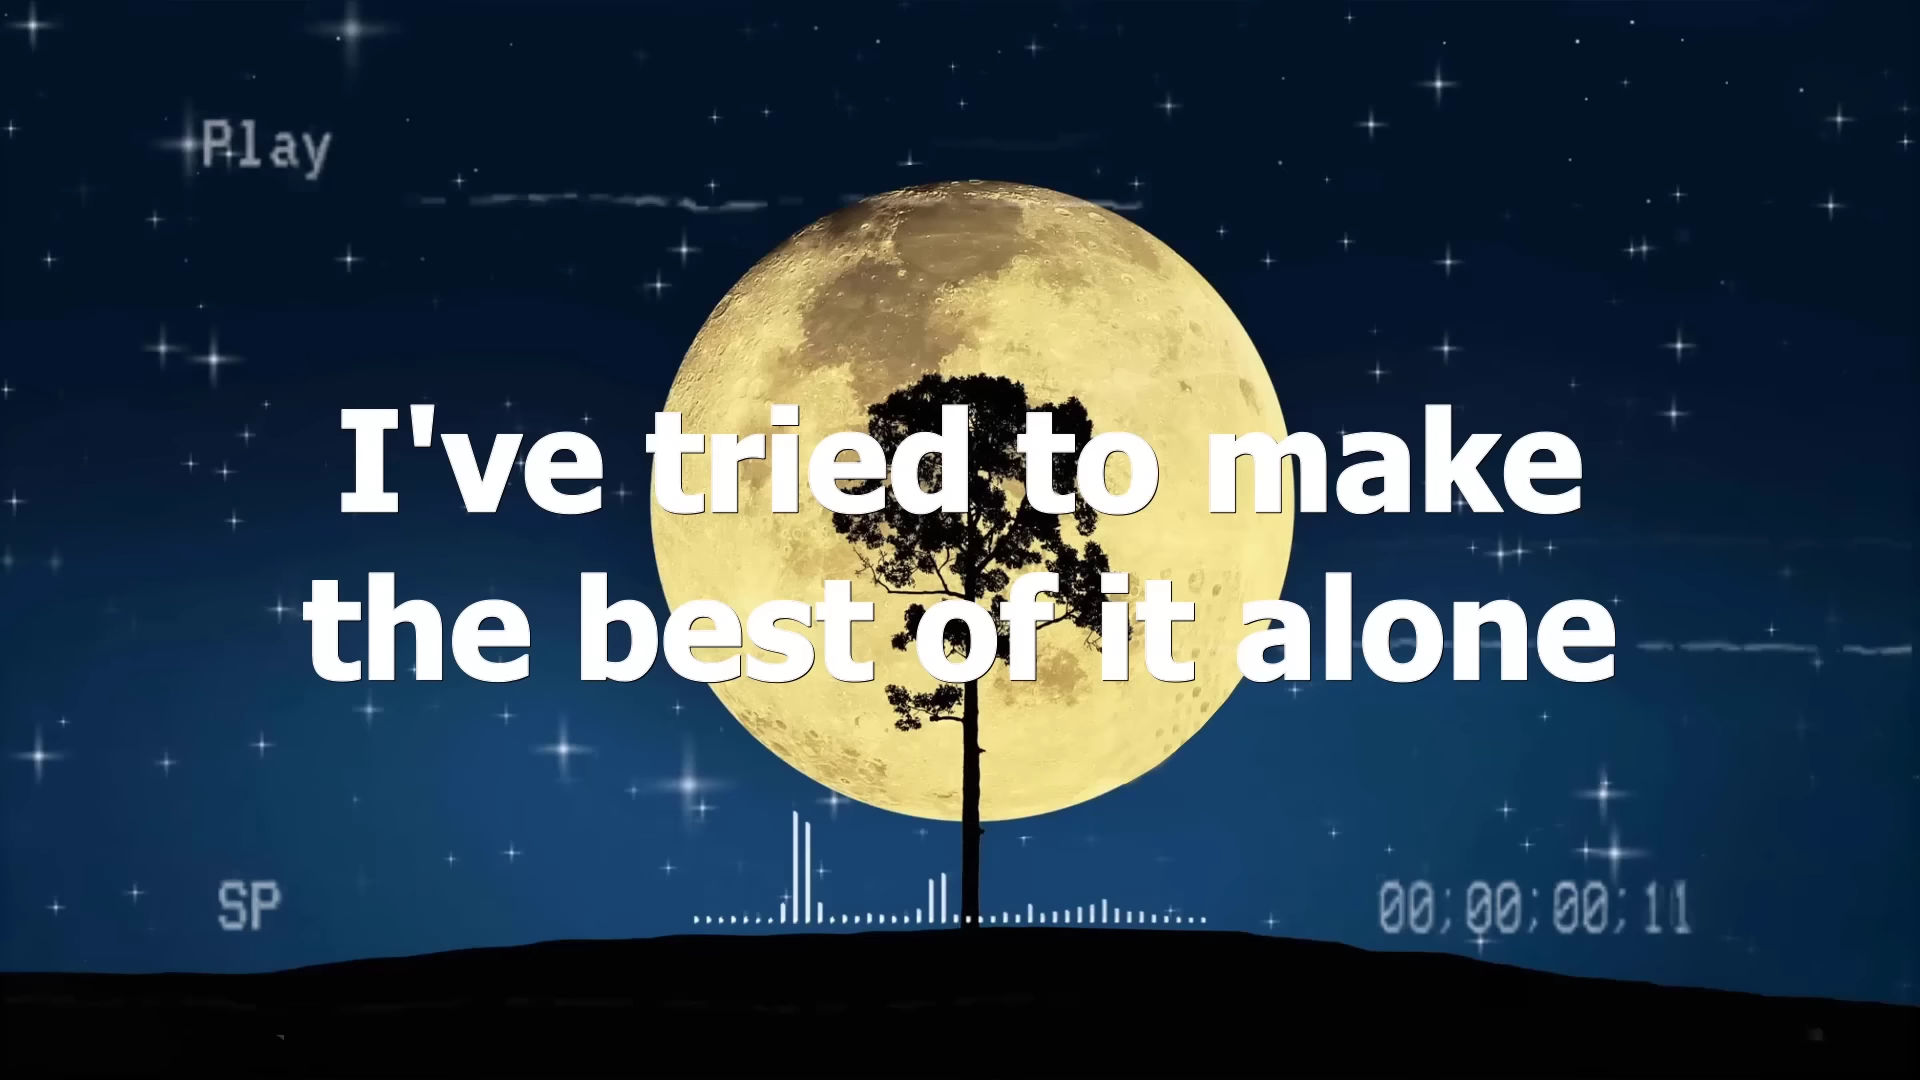 Play
I've tried to make
the best of it alone
SP
00;00;00;11